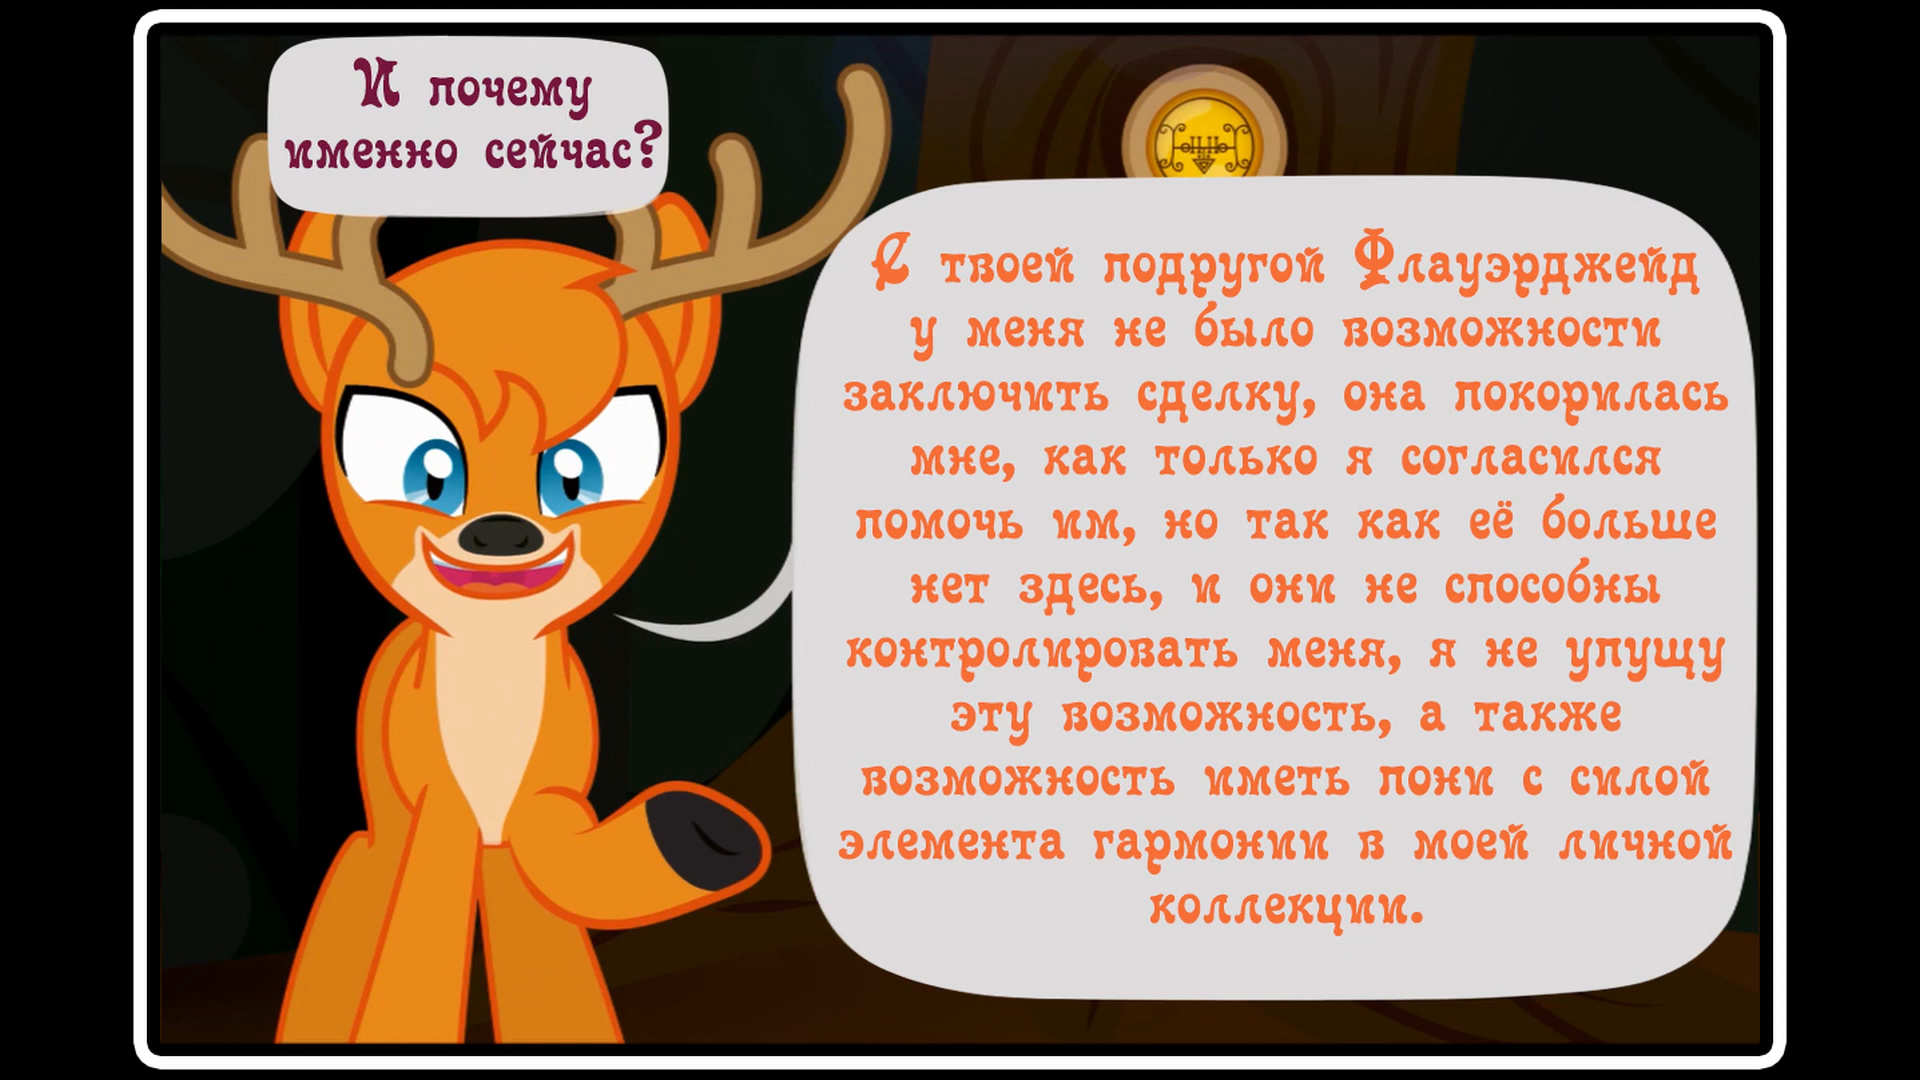 И почему
именно сейчас?
С твоей подругой Флауэрджейд
у меня не было возможности
заключить сделку, она покорилась
мне, как только я согласился
помочь им, но так как её больше
нет здесь, и они не способны
контролировать меня, я не упущу
эту возможность, а также
возможность иметь пони с силой
элемента гармонии в моей личной
коллекции.